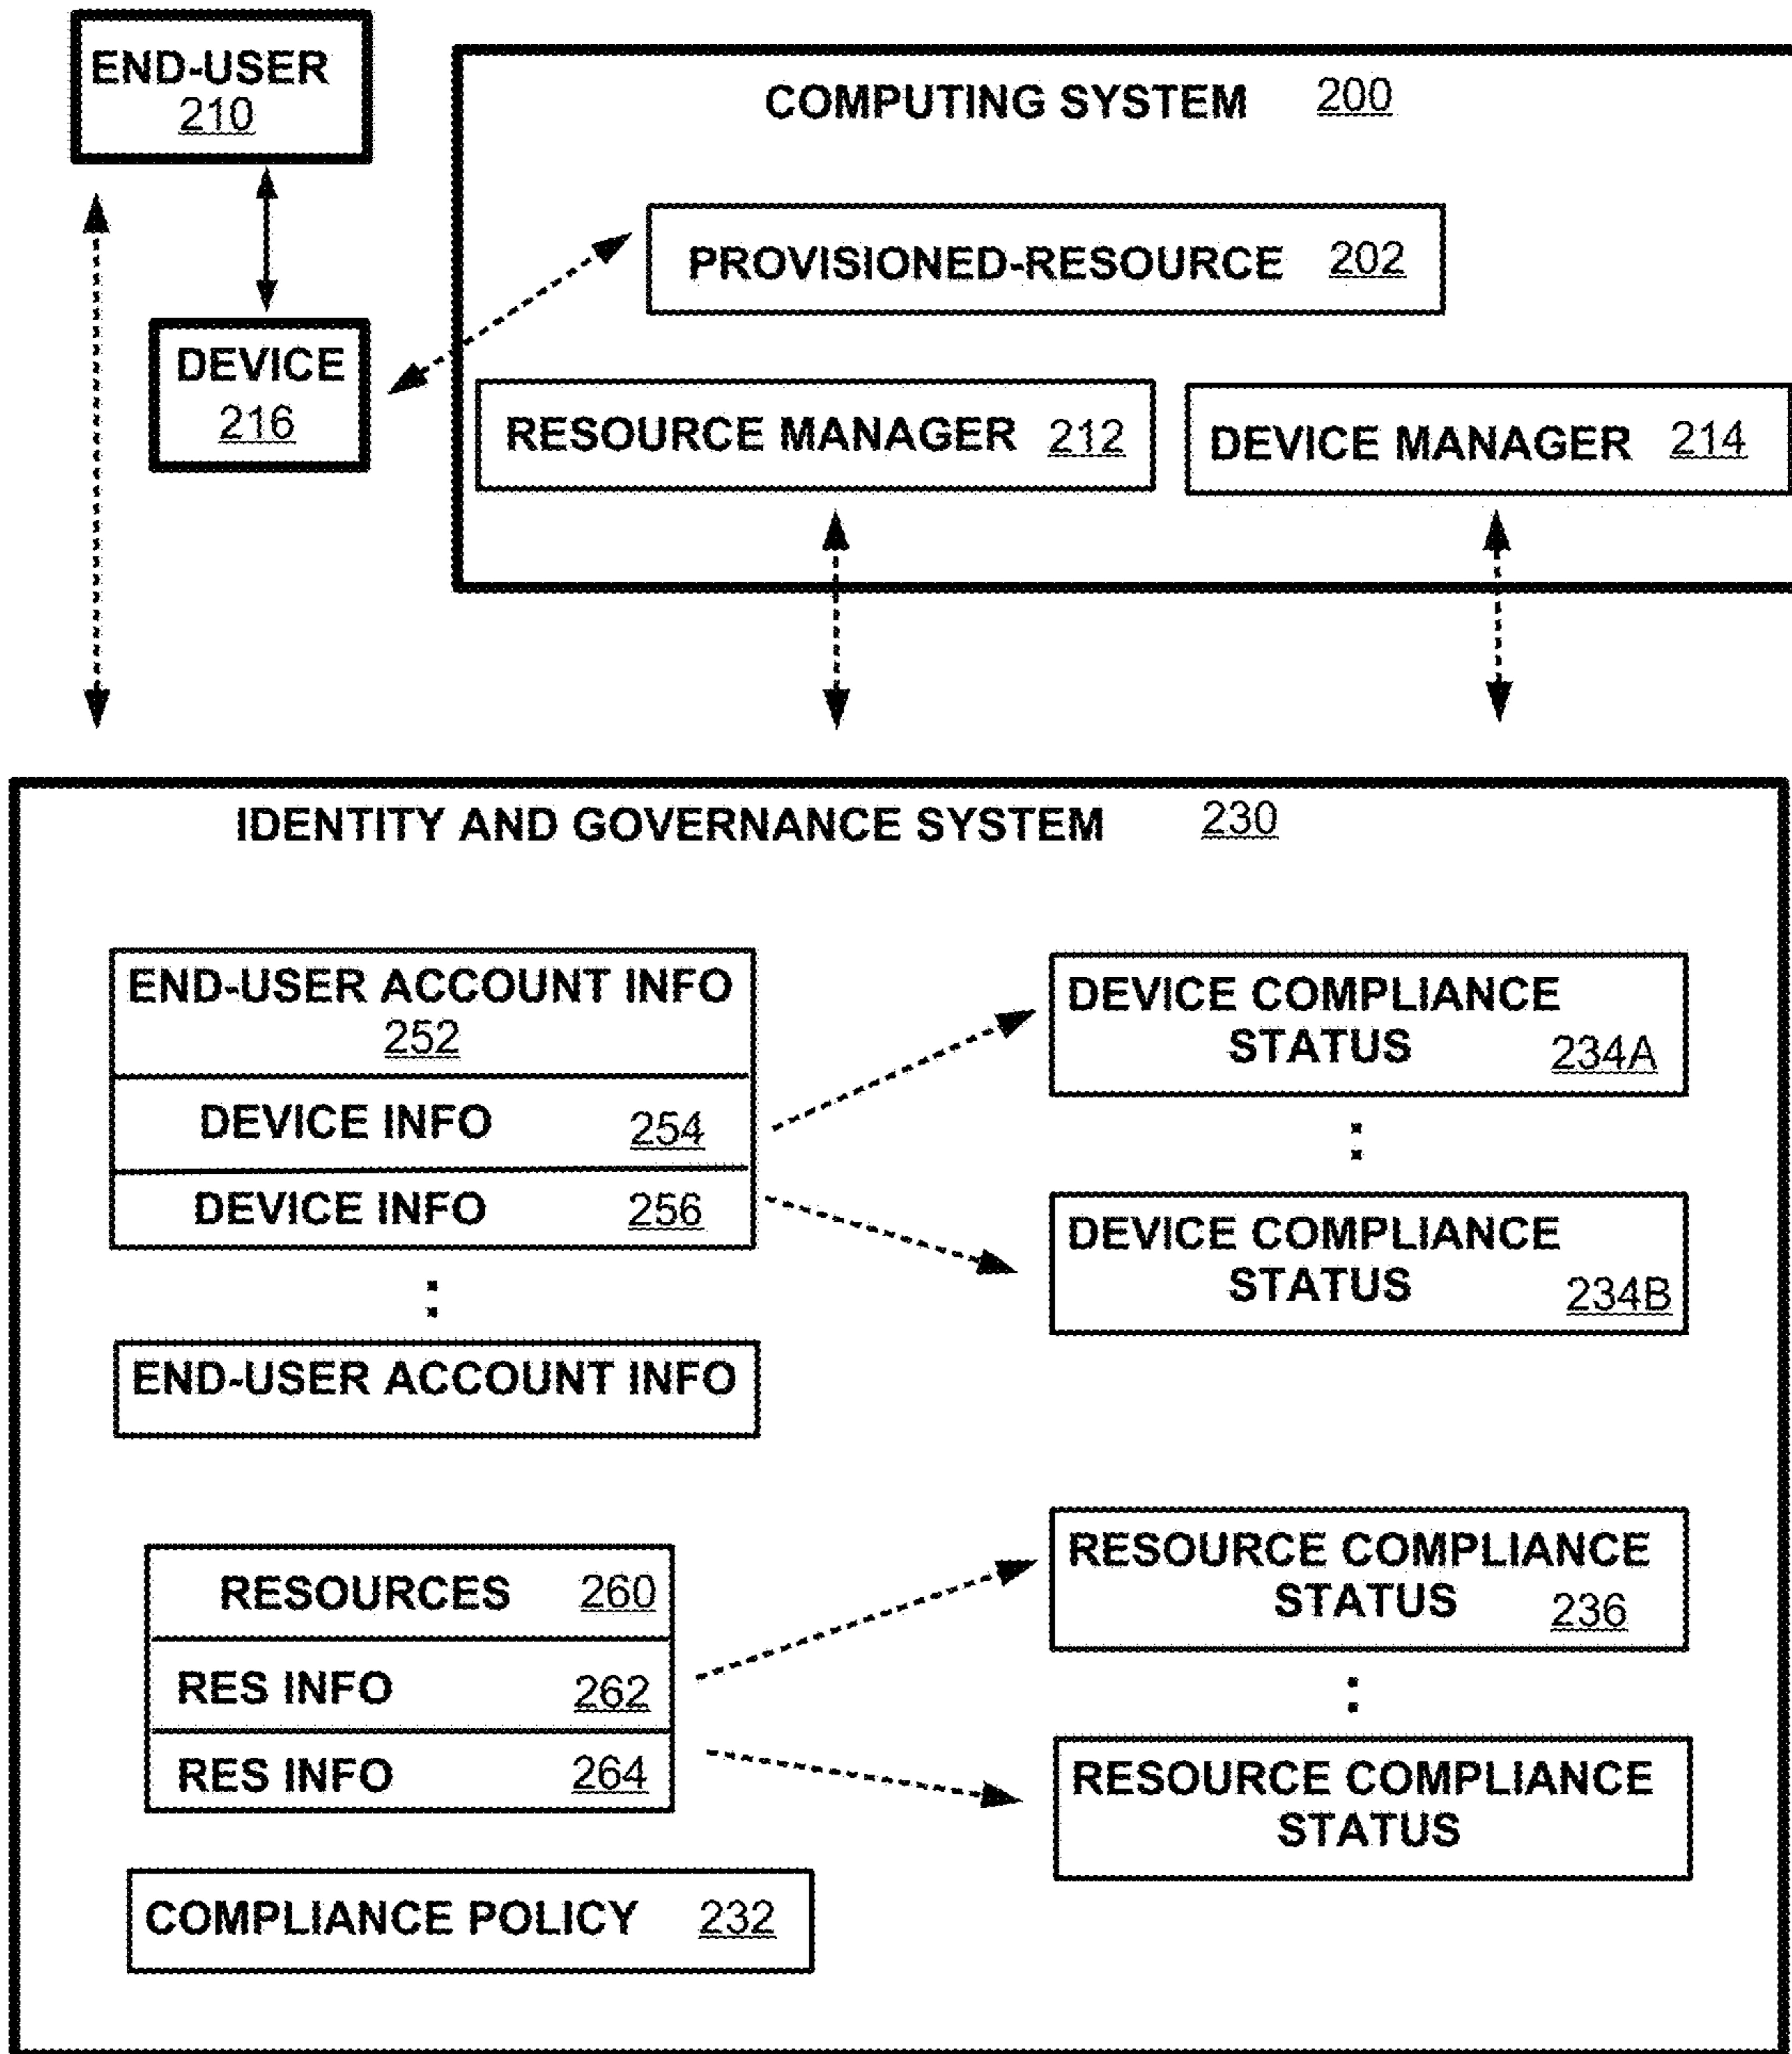 END-USER
210
COMPUTING SYSTEM 200
PROVISIONED-RESOURCE 202
DEVICE
216
RESOURCE MANAGER 212
DEVICE MANAGER 214
IDENTITY AND GOVERNANCE SYSTEM 230
END-USER ACCOUNT INFO
252
DEVICE INFO 254
DEVICE INFO 256
:
END-USER ACCOUNT INFO
DEVICE COMPLIANCE
STATUS 234A
:
DEVICE COMPLIANCE
STATUS 234B
RESOURCES 260
RES INFO 262
RES INFO 264
RESOURCE COMPLIANCE
STATUS 236
:
RESOURCE COMPLIANCE
STATUS
COMPLIANCE POLICY 232